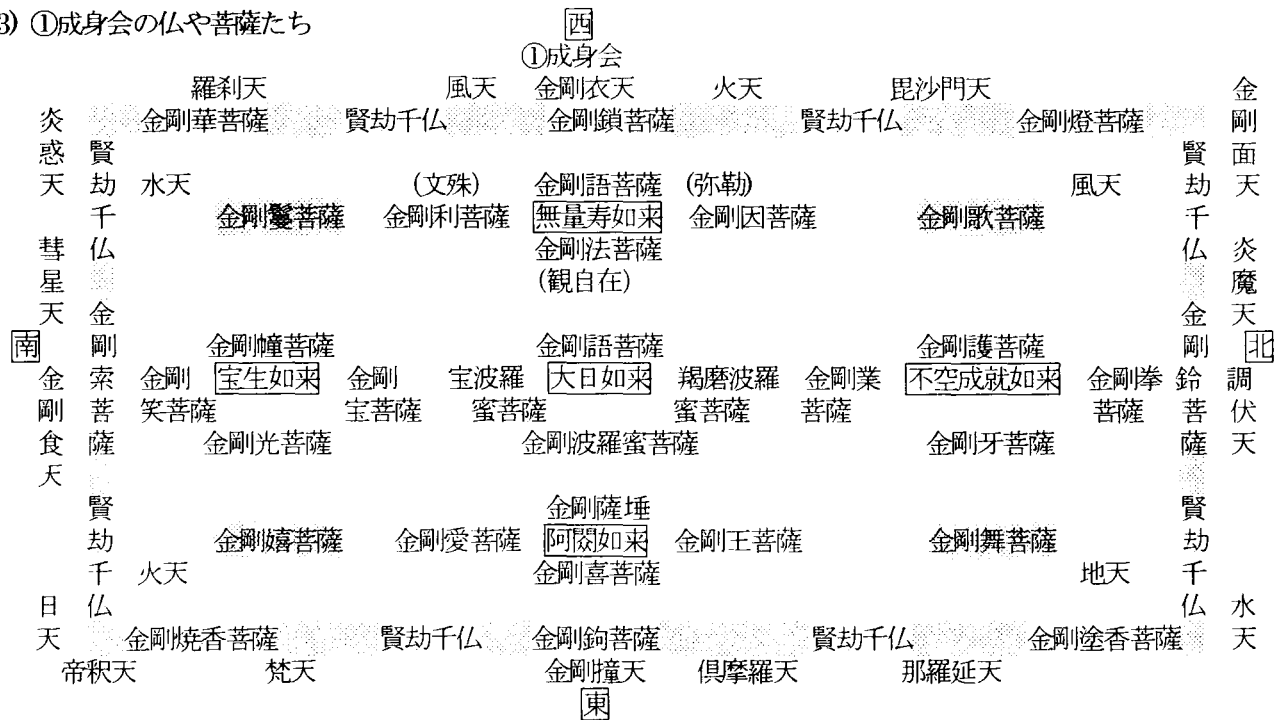 3) ①成身会の仏や菩薩たち
西
①成身会
羅刹天 風天 金剛衣天 火天 毘沙門天
金剛華菩薩 賢劫千仏 金剛鎖菩薩 賢劫千仏 金剛燈菩薩
炎惑天 彗星天
南
金剛食天
日天
賢劫千仏
金剛索菩薩
賢劫千仏
水天 (文殊) 金剛語菩薩 (弥勒) 風天
金剛鬘菩薩 金剛利菩薩 無量寿如来 金剛因菩薩 金剛歌菩薩
金剛法菩薩
(観自在)
金剛幢菩薩 金剛語菩薩 金剛護菩薩
金剛 宝生如来 金剛 宝波羅 大日如来 羯磨波羅 金剛業 不空成就如来 金剛拳
笑菩薩 宝菩薩 蜜菩薩 蜜菩薩 菩薩 菩薩
金剛光菩薩 金剛波羅蜜菩薩 金剛牙菩薩
金剛薩埵
金剛嬉菩薩 金剛愛菩薩 阿閦如来 金剛王菩薩 金剛舞菩薩
火天 金剛喜菩薩 地天
賢劫千仏
金剛鈴菩薩
賢劫千仏
金剛面天
炎魔天
北
調伏天
水天
金剛焼香菩薩 賢劫千仏 金剛鉤菩薩 賢劫千仏 金剛塗香菩薩
帝釈天 梵天 金剛撞天 倶摩羅天 那羅延天
東